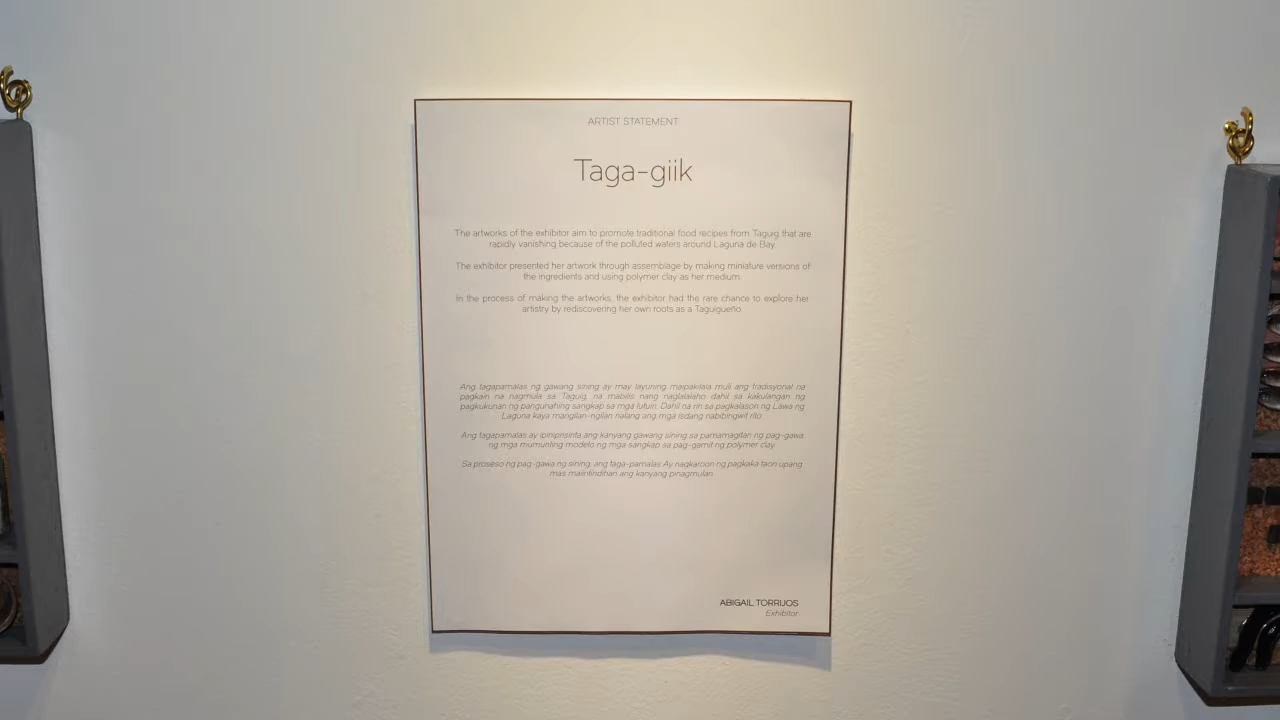 ARTIST STATEMENT
Taga-giik
The artworks of the exhibitor aim to promote traditional food recipes from Taguig that are
rapidly vanishing because of the polluted waters around Laguna de Bay.
The exhibitor presented her artwork through assemblage by making miniature versions of
the ingredients and using polymer clay as her medium.
In the process of making the artworks, the exhibitor had the rare chance to explore her
artistry by rediscovering her own roots as a Taguigueño.
Ang tagapamalas ng gawang sining ay may layuning maipakilala muli ang tradisyonal na
pagkain na nagmula sa Taguig, na mabilis nang naglalaho dahil sa kakulangan ng
pagkukunan ng pangunahing sangkap sa mga lutuin. Dahil na rin sa pagkalason ng Lawa ng
Laguna kaya mangilan-ngilan nalang ang mga isdang nabibingwit rito.
Ang tagapamalas ay ipinipinsinta ang kanyang gawang sining sa pamamagitan ng pag-gawa
ng mga mumunting modelo ng mga sangkap sa pag-gamit ng polymer clay.
Sa proseso ng pag-gawa ng sining, ang taga-pamalas Ay nagkaroon ng pagkaka taon upang
mas maiintindihan ang kanyang pinagmulan.
ABIGAIL TORRIJOS
Exhibitor